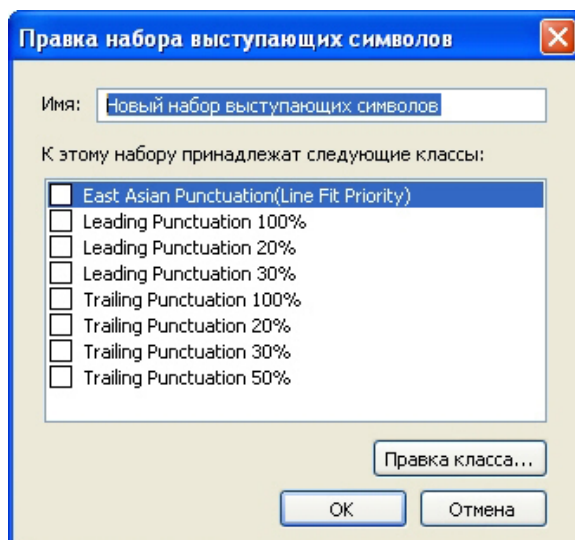 Правка набора выступающих символов
Имя: Новый набор выступающих символов
К этому набору принадлежат следующие классы:
East Asian Punctuation(Line Fit Priority)
Leading Punctuation 100%
Leading Punctuation 20%
Leading Punctuation 30%
Trailing Punctuation 100%
Trailing Punctuation 20%
Trailing Punctuation 30%
Trailing Punctuation 50%
Правка класса...
OK Отмена